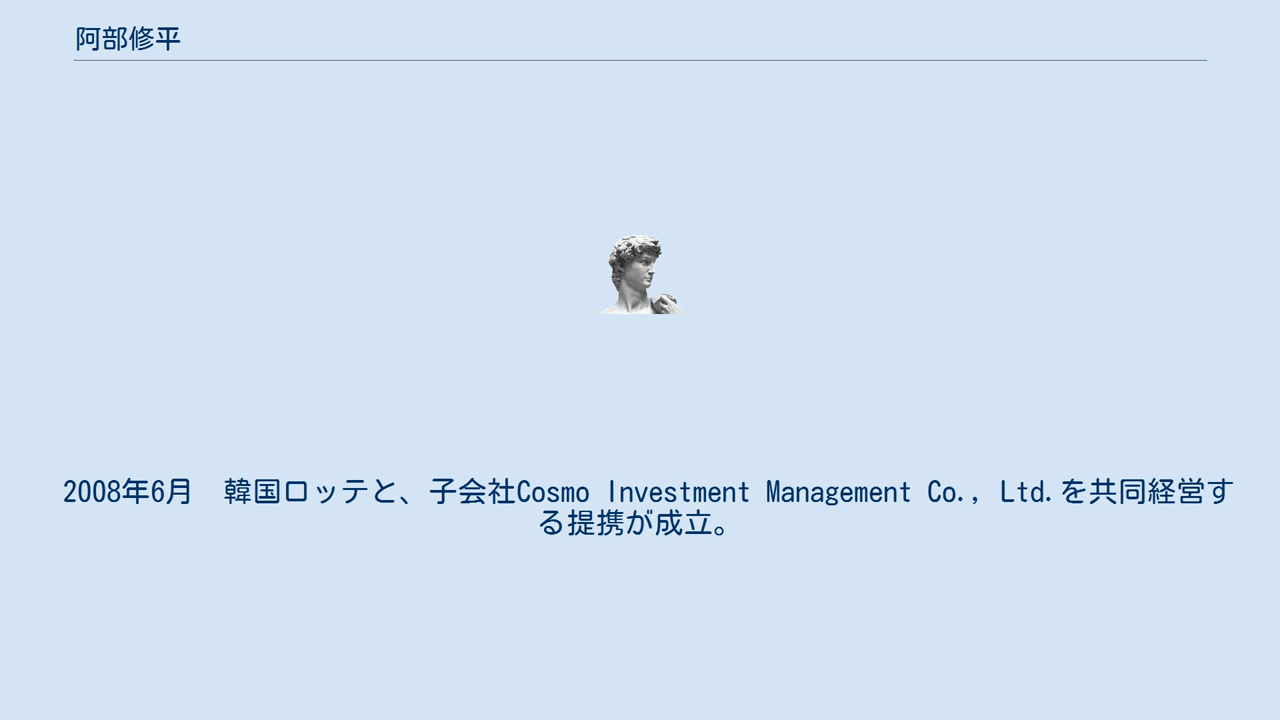 阿部修平
2008年6月　韓国ロッテと、子会社Cosmo Investment Management Co., Ltd.を共同経営す
る提携が成立。